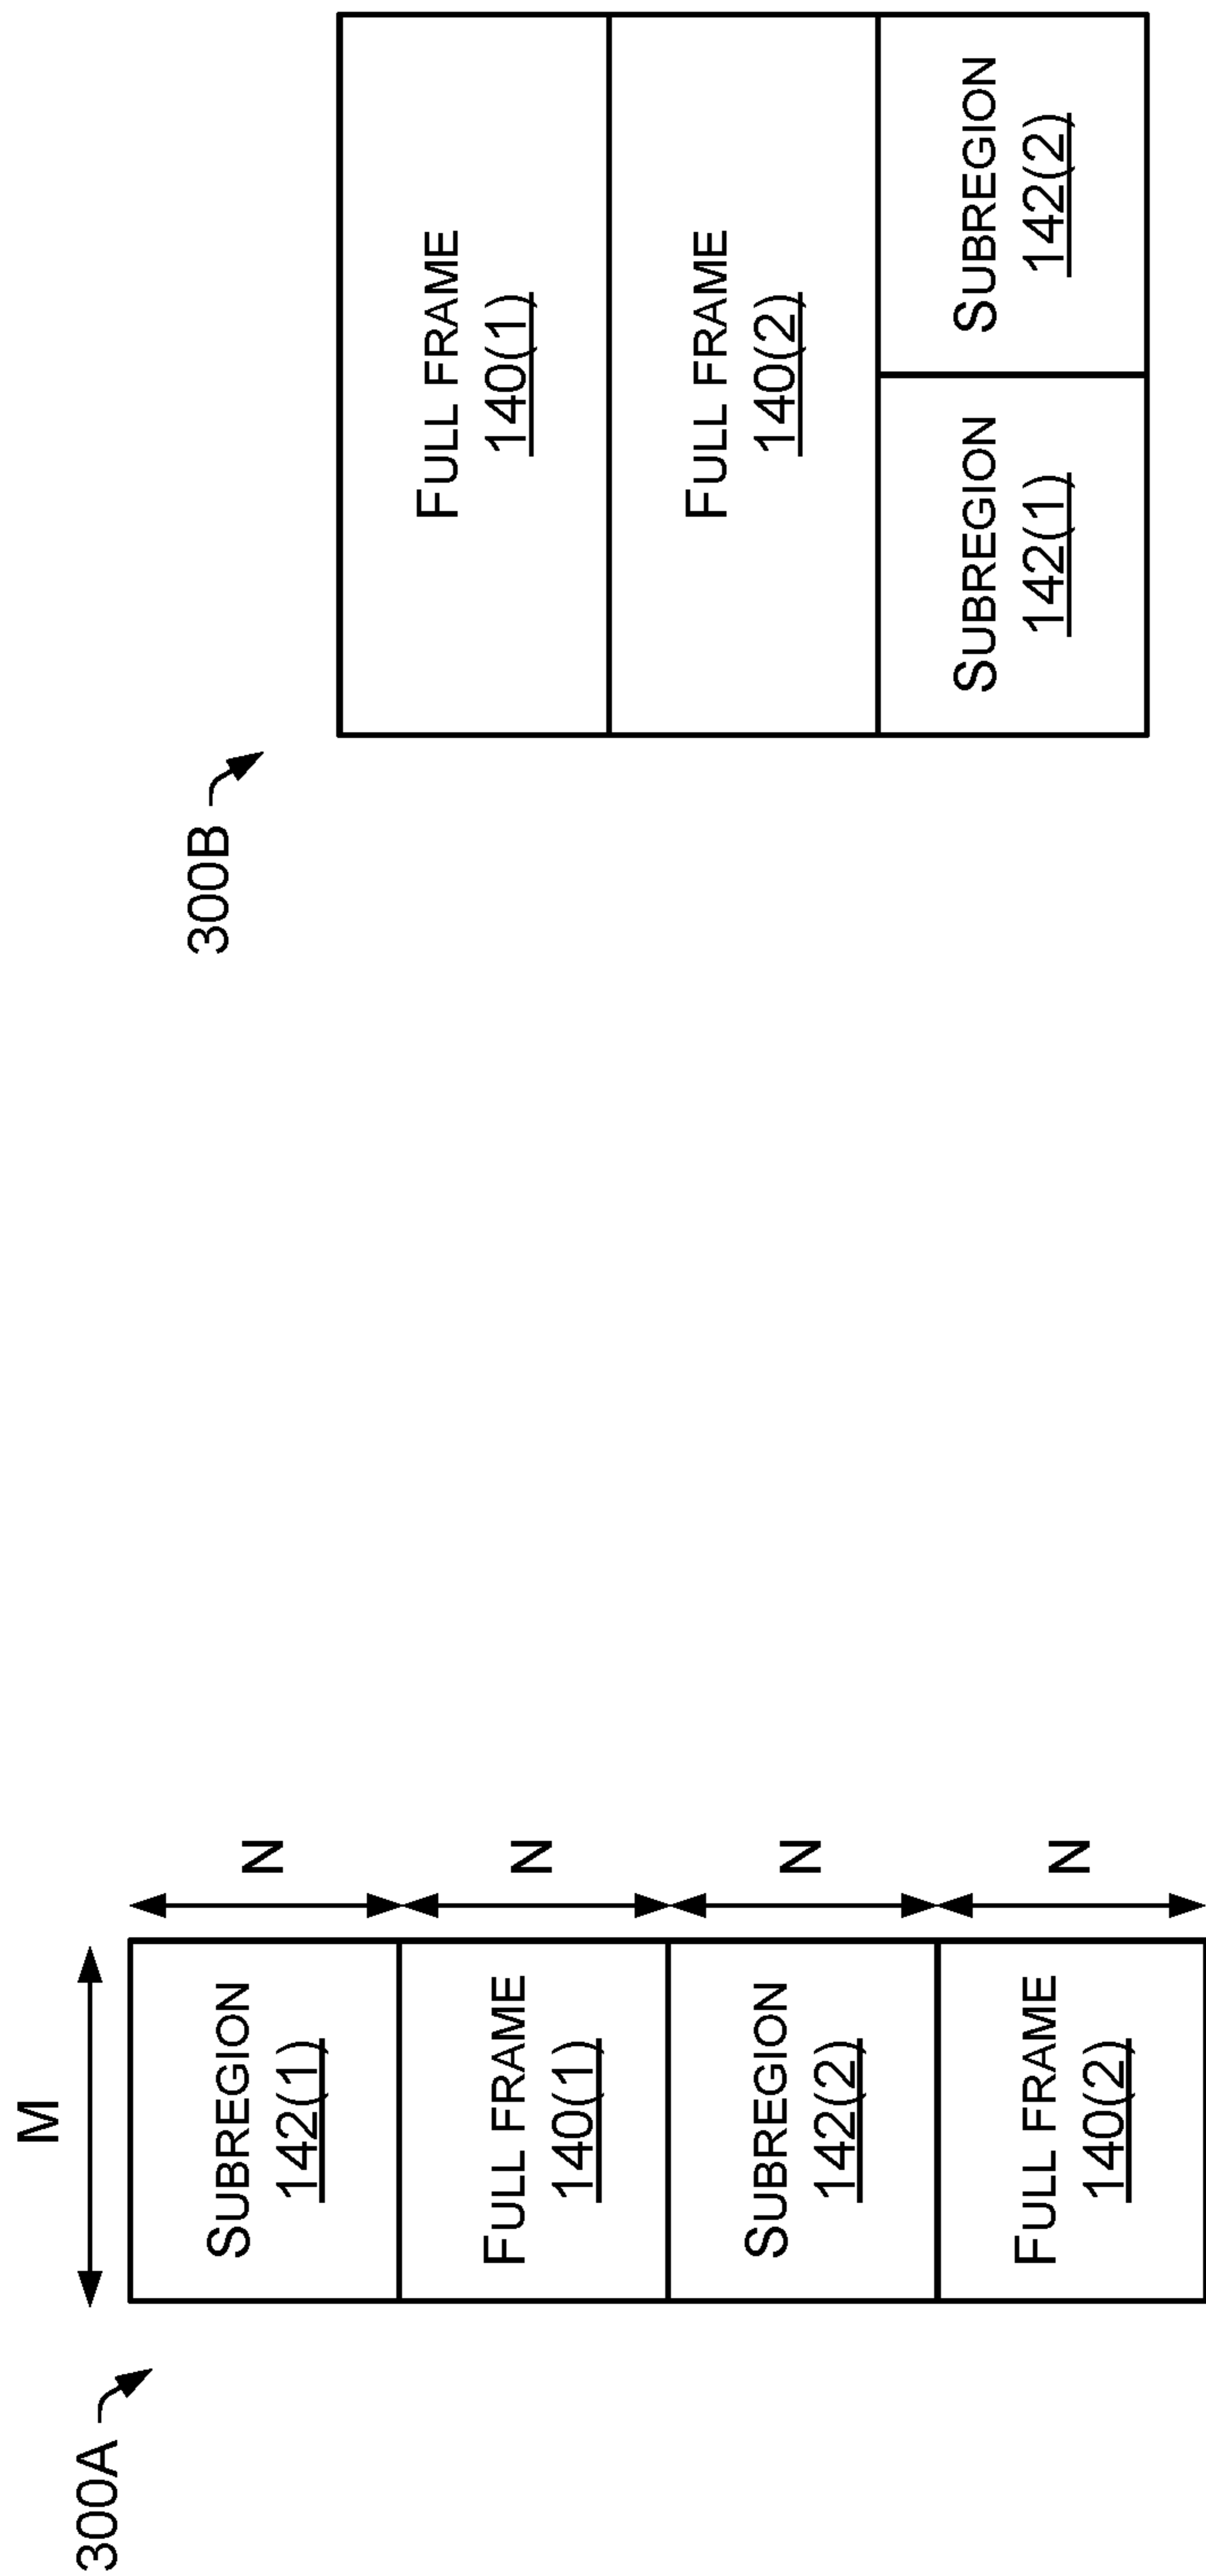 300A
M
SUBREGION
142(1)
N
FULL FRAME
140(1)
N
SUBREGION
142(2)
N
FULL FRAME
140(2)
N
300B
FULL FRAME
140(1)
FULL FRAME
140(2)
SUBREGION
142(1)
SUBREGION
142(2)